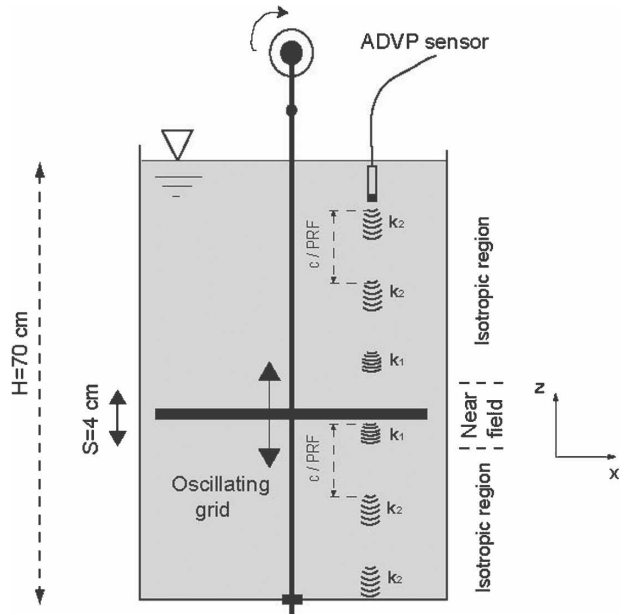 ADVP sensor
k₂
c / PRF
k₂
Isotropic region
k₁
H=70 cm
S=4 cm
Near
field
z
k₁
c / PRF
x
Oscillating
grid
k₂
Isotropic region
k₂